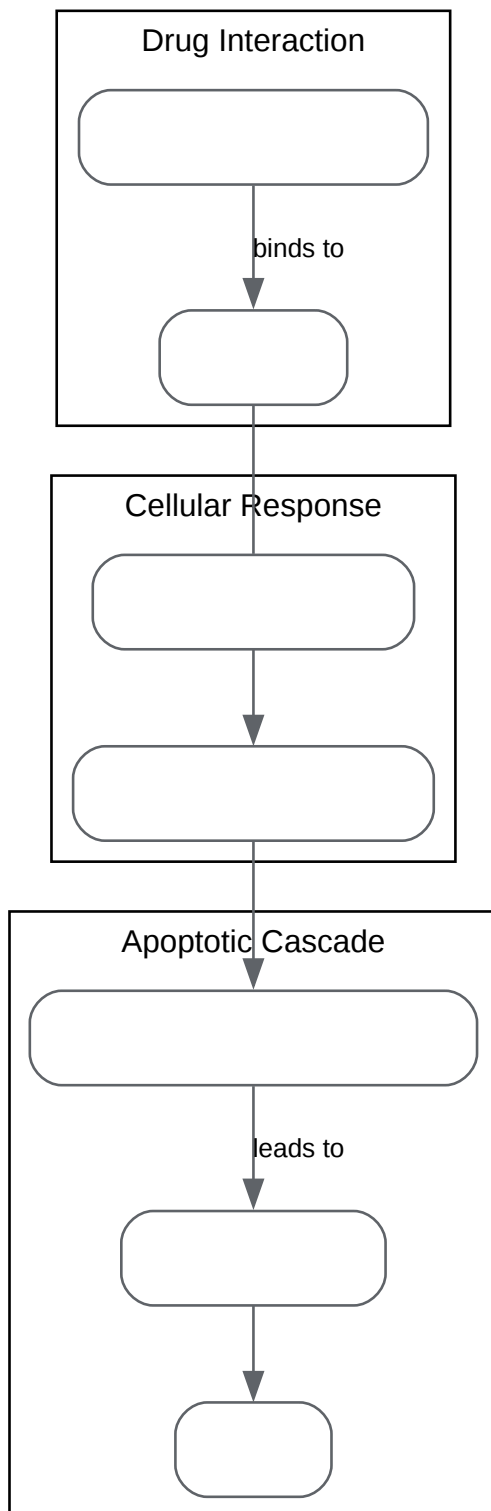 Drug Interaction
binds to
Cellular Response
Apoptotic Cascade
leads to